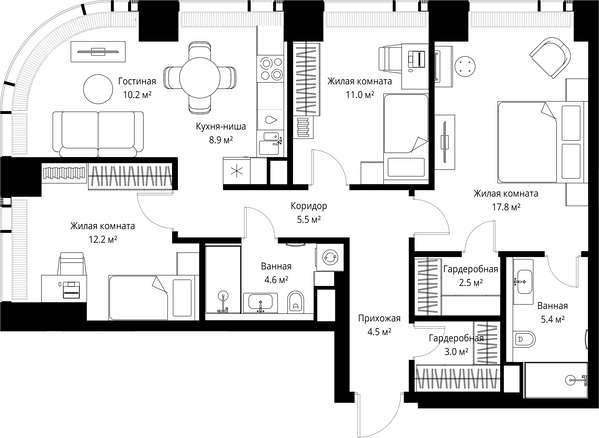 Гостиная
10.2 м²
Кухня-ниша
8.9 м²
Жилая комната
11.0 м²
Жилая комната
17.8 м²
Коридор
5.5 м²
Жилая комната
12.2 м²
Ванная
4.6 м²
Гардеробная
2.5 м²
Ванная
5.4 м²
Прихожая
4.5 м²
Гардеробная
3.0 м²